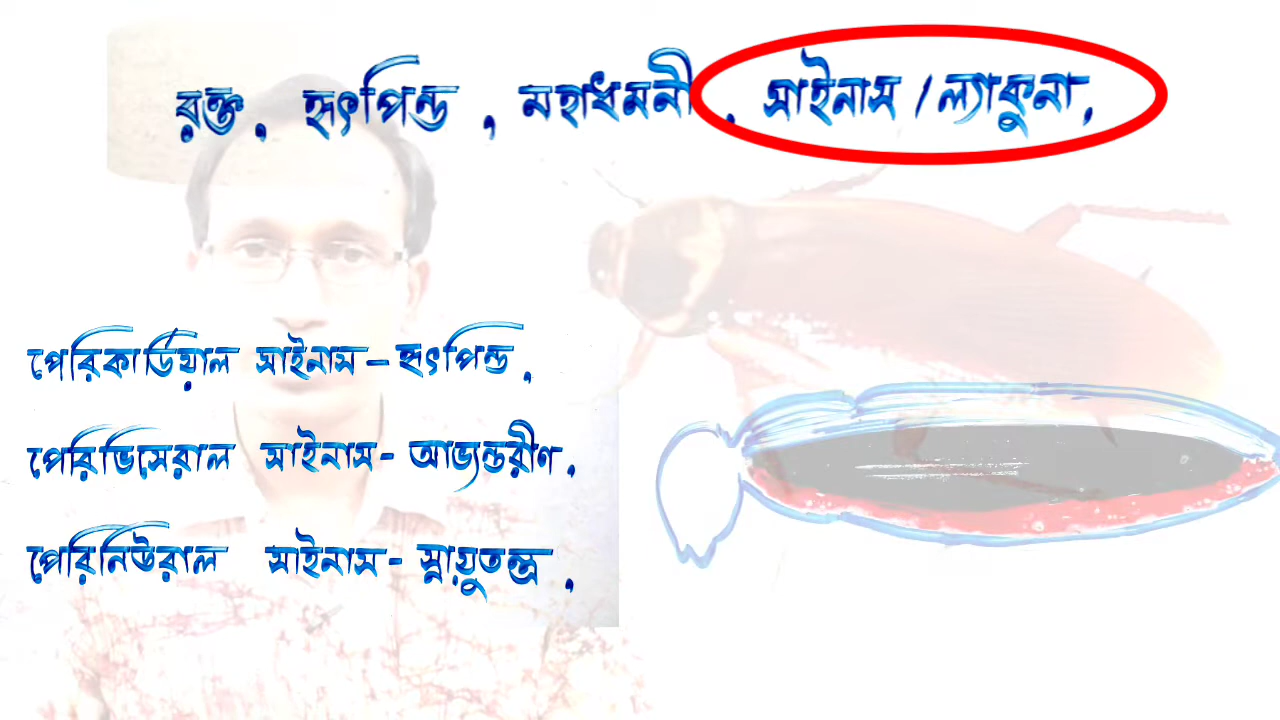 রক্ত, হৃৎপিন্ড, মহাধমনী, সাইনাস / ল্যাকুনা,
পেরিকার্ডিয়াল সাইনাস – হৃৎপিন্ড,
পেরিভিসেরাল সাইনাস - আভ্যন্তরীণ,
পেরিনিউরাল সাইনাস - স্নায়ুতন্ত্র,